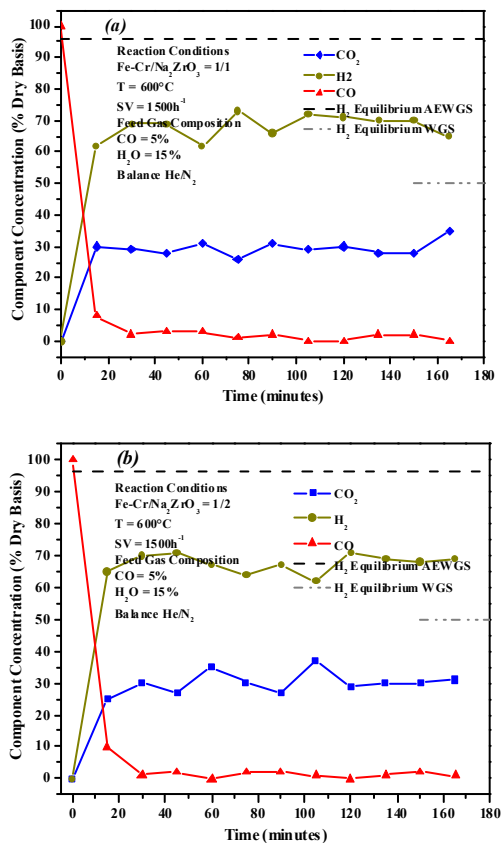 (a)
Reaction Conditions
Fe-Cr/Na₂ZrO₃ = 1/1
T = 600°C
SV = 1500h⁻¹
Feed Gas Composition
CO = 5%
H₂O = 15%
Balance He/N₂
CO₂
H2
CO
H₂ Equilibrium AEWGS
H₂ Equilibrium WGS
Component Concentration (% Dry Basis)
100
90
80
70
60
50
40
30
20
10
0
0 20 40 60 80 100 120 140 160 180
Time (minutes)
(b)
Reaction Conditions
Fe-Cr/Na₂ZrO₃ = 1/2
T = 600°C
SV = 1500h⁻¹
Feed Gas Composition
CO = 5%
H₂O = 15%
Balance He/N₂
CO₂
H₂
CO
H₂ Equilibrium AEWGS
H₂ Equilibrium WGS
Component Concentration (% Dry Basis)
100
90
80
70
60
50
40
30
20
10
0
0 20 40 60 80 100 120 140 160 180
Time (minutes)